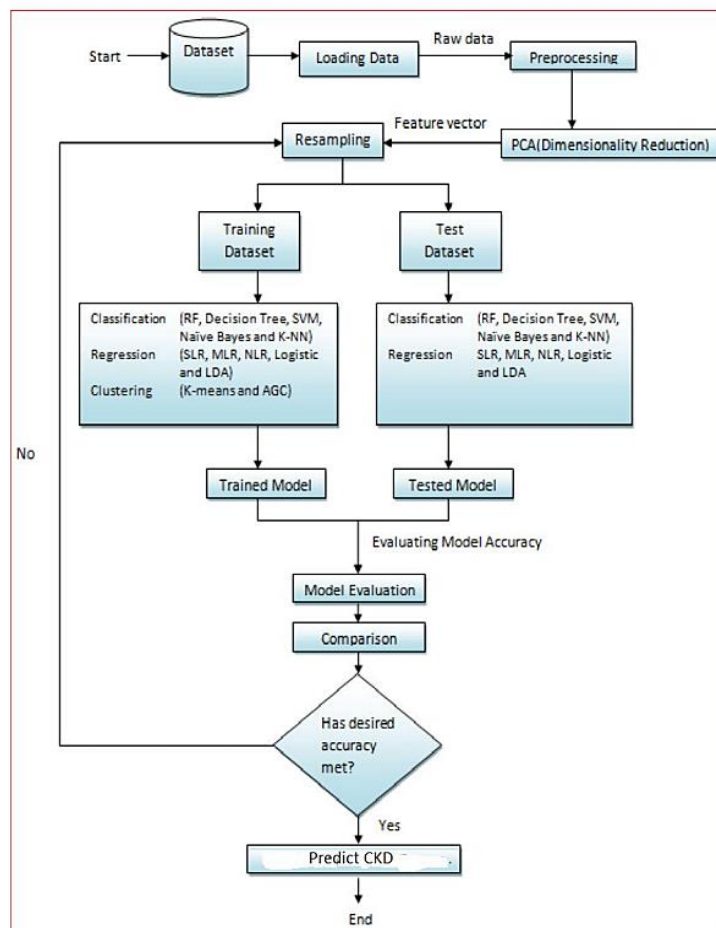 Start
Dataset
Loading Data
Raw data
Preprocessing
Feature vector
Resampling
PCA(Dimensionality Reduction)
Training
Dataset
Test
Dataset
Classification (RF, Decision Tree, SVM,
Naïve Bayes and K-NN)
Regression (SLR, MLR, NLR, Logistic
and LDA)
Clustering (K-means and AGC)
Classification (RF, Decision Tree, SVM,
Naïve Bayes and K-NN)
Regression SLR, MLR, NLR, Logistic
and LDA
No
Trained Model
Tested Model
Evaluating Model Accuracy
Model Evaluation
Comparison
Has desired
accuracy
met?
Yes
Predict CKD .
End